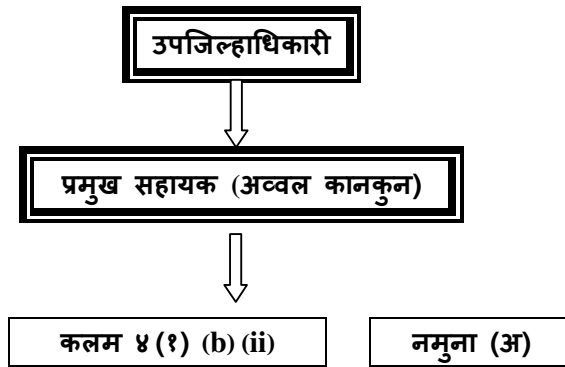 उपजिल्हाधिकारी
प्रमुख सहायक (अव्वल कानकुन)
कलम ४(१) (b) (ii) नमुना (अ)